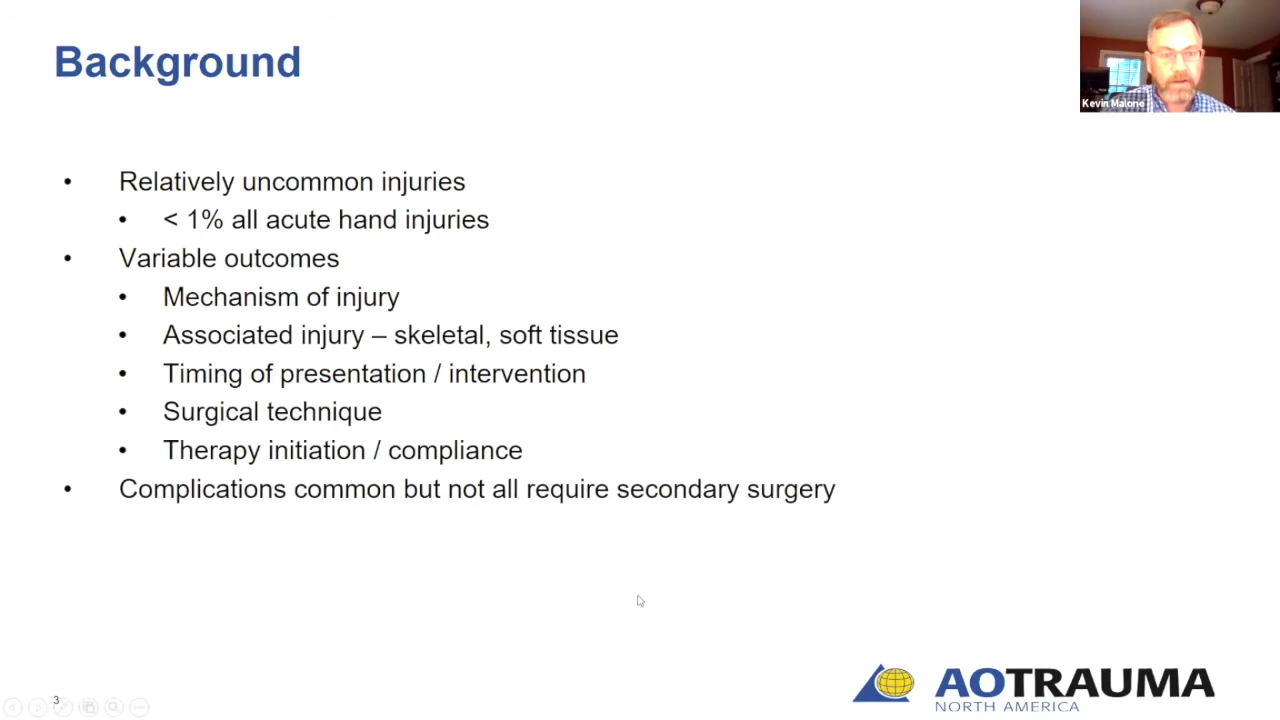 Background
Kevin Malone
• Relatively uncommon injuries
• < 1% all acute hand injuries
• Variable outcomes
• Mechanism of injury
• Associated injury – skeletal, soft tissue
• Timing of presentation / intervention
• Surgical technique
• Therapy initiation / compliance
• Complications common but not all require secondary surgery
3
AOTRAUMA
NORTH AMERICA